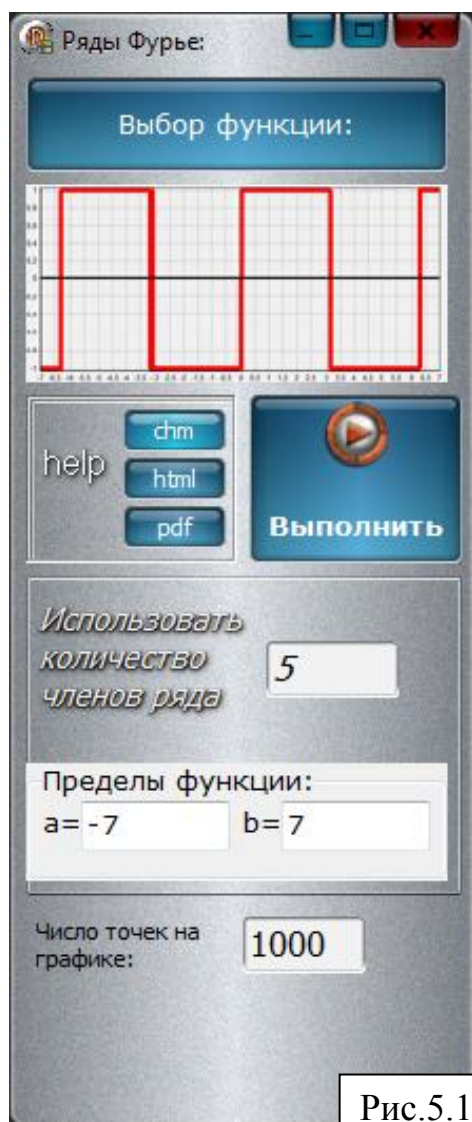 Ряды Фурье:
Выбор функции:
help
chm
html
pdf
Выполнить
Использовать
количество
членов ряда
5
Пределы функции:
a= -7 b= 7
Число точек на
графике:
1000
Рис.5.1